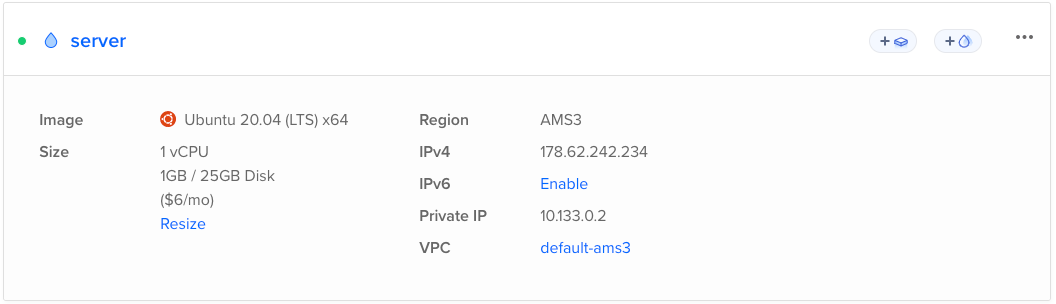 server
Image
Ubuntu 20.04 (LTS) x64
Size
1 vCPU
1GB / 25GB Disk
($6/mo)
Resize
Region
AMS3
IPv4
178.62.242.234
IPv6
Enable
Private IP
10.133.0.2
VPC
default-ams3